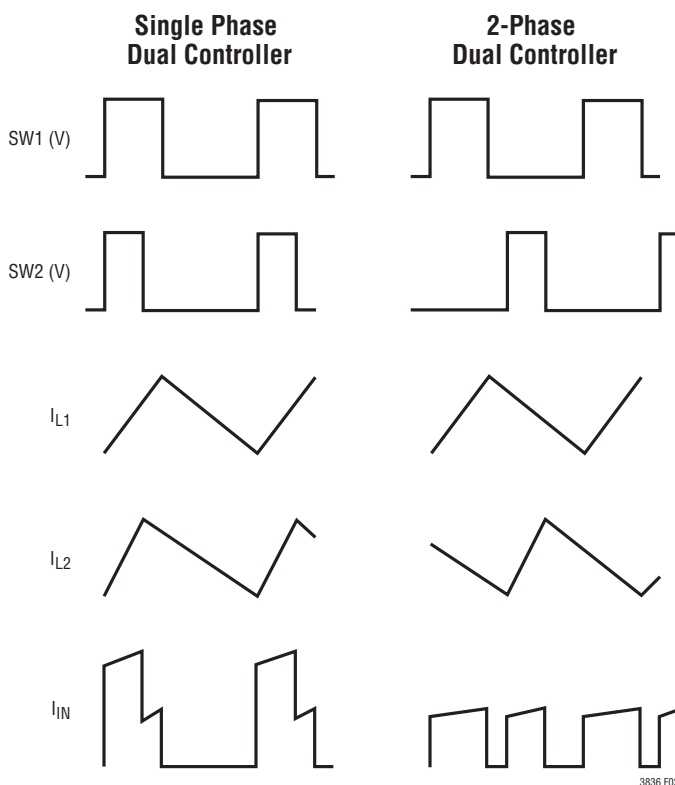 Single Phase
Dual Controller
2-Phase
Dual Controller
SW1 (V)
SW2 (V)
IL1
IL2
IIN